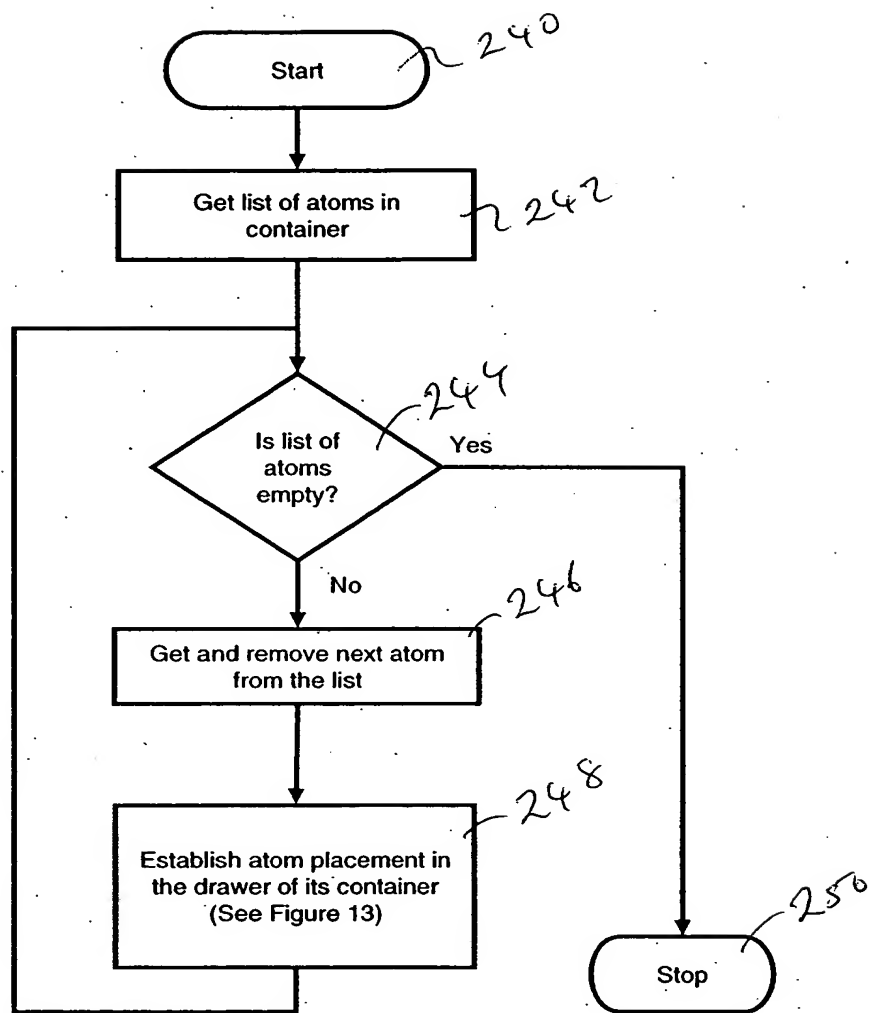 Start
240
Get list of atoms in
container
242
244
Is list of
atoms
empty?
Yes
No
246
Get and remove next atom
from the list
248
Establish atom placement in
the drawer of its container
(See Figure 13)
250
Stop